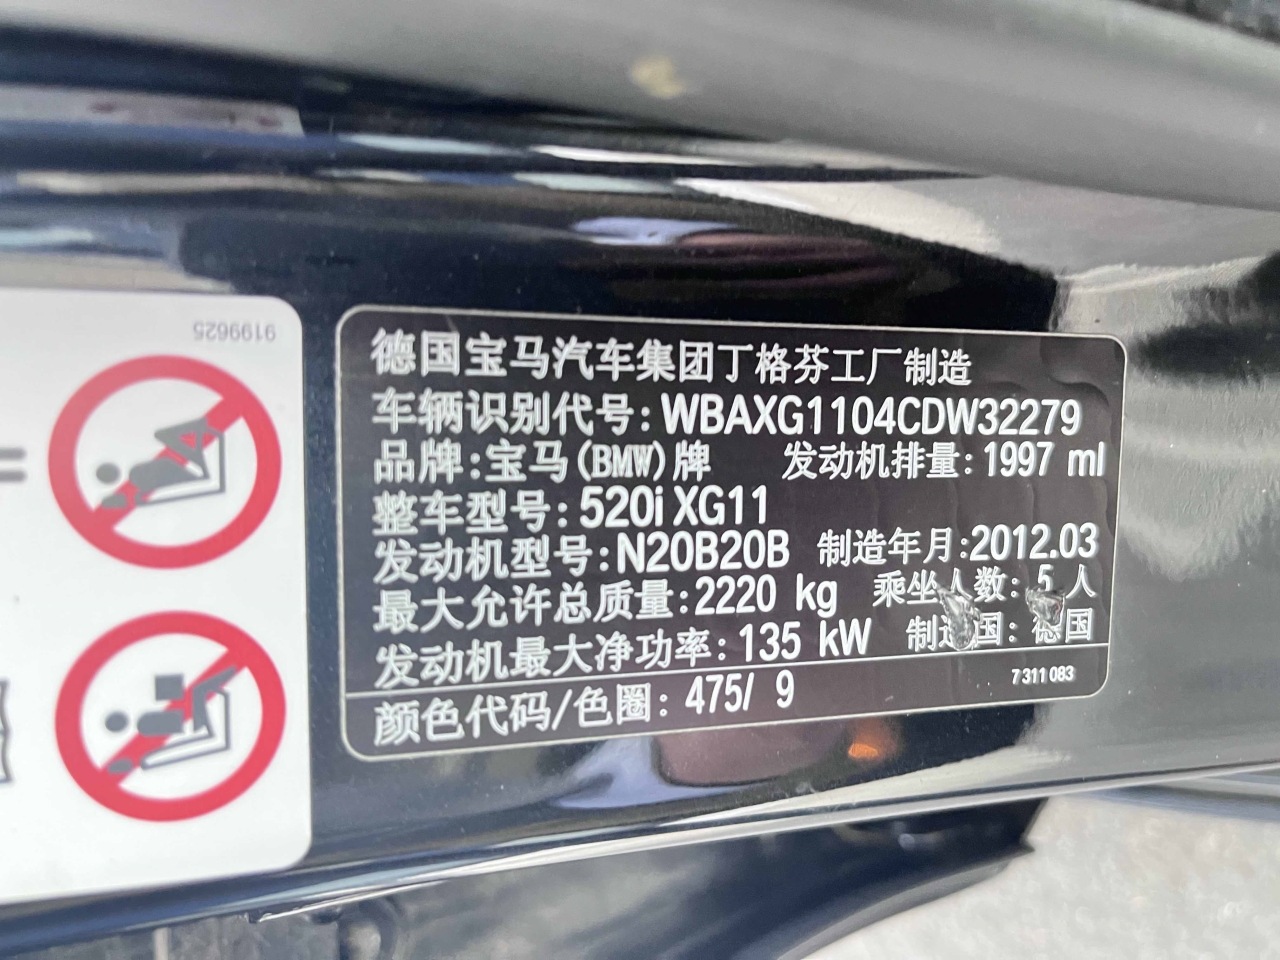 9199625
德国宝马汽车集团丁格芬工厂制造
车辆识别代号:WBAXG1104CDW32279
品牌:宝马(BMW)牌 发动机排量:1997 ml
整车型号:520i XG11
发动机型号:N20B20B 制造年月:2012.03
最大允许总质量:2220 kg 乘坐人数:5人
发动机最大净功率:135 kW 制造国:德国
颜色代码/色圈:475/ 9
7311083